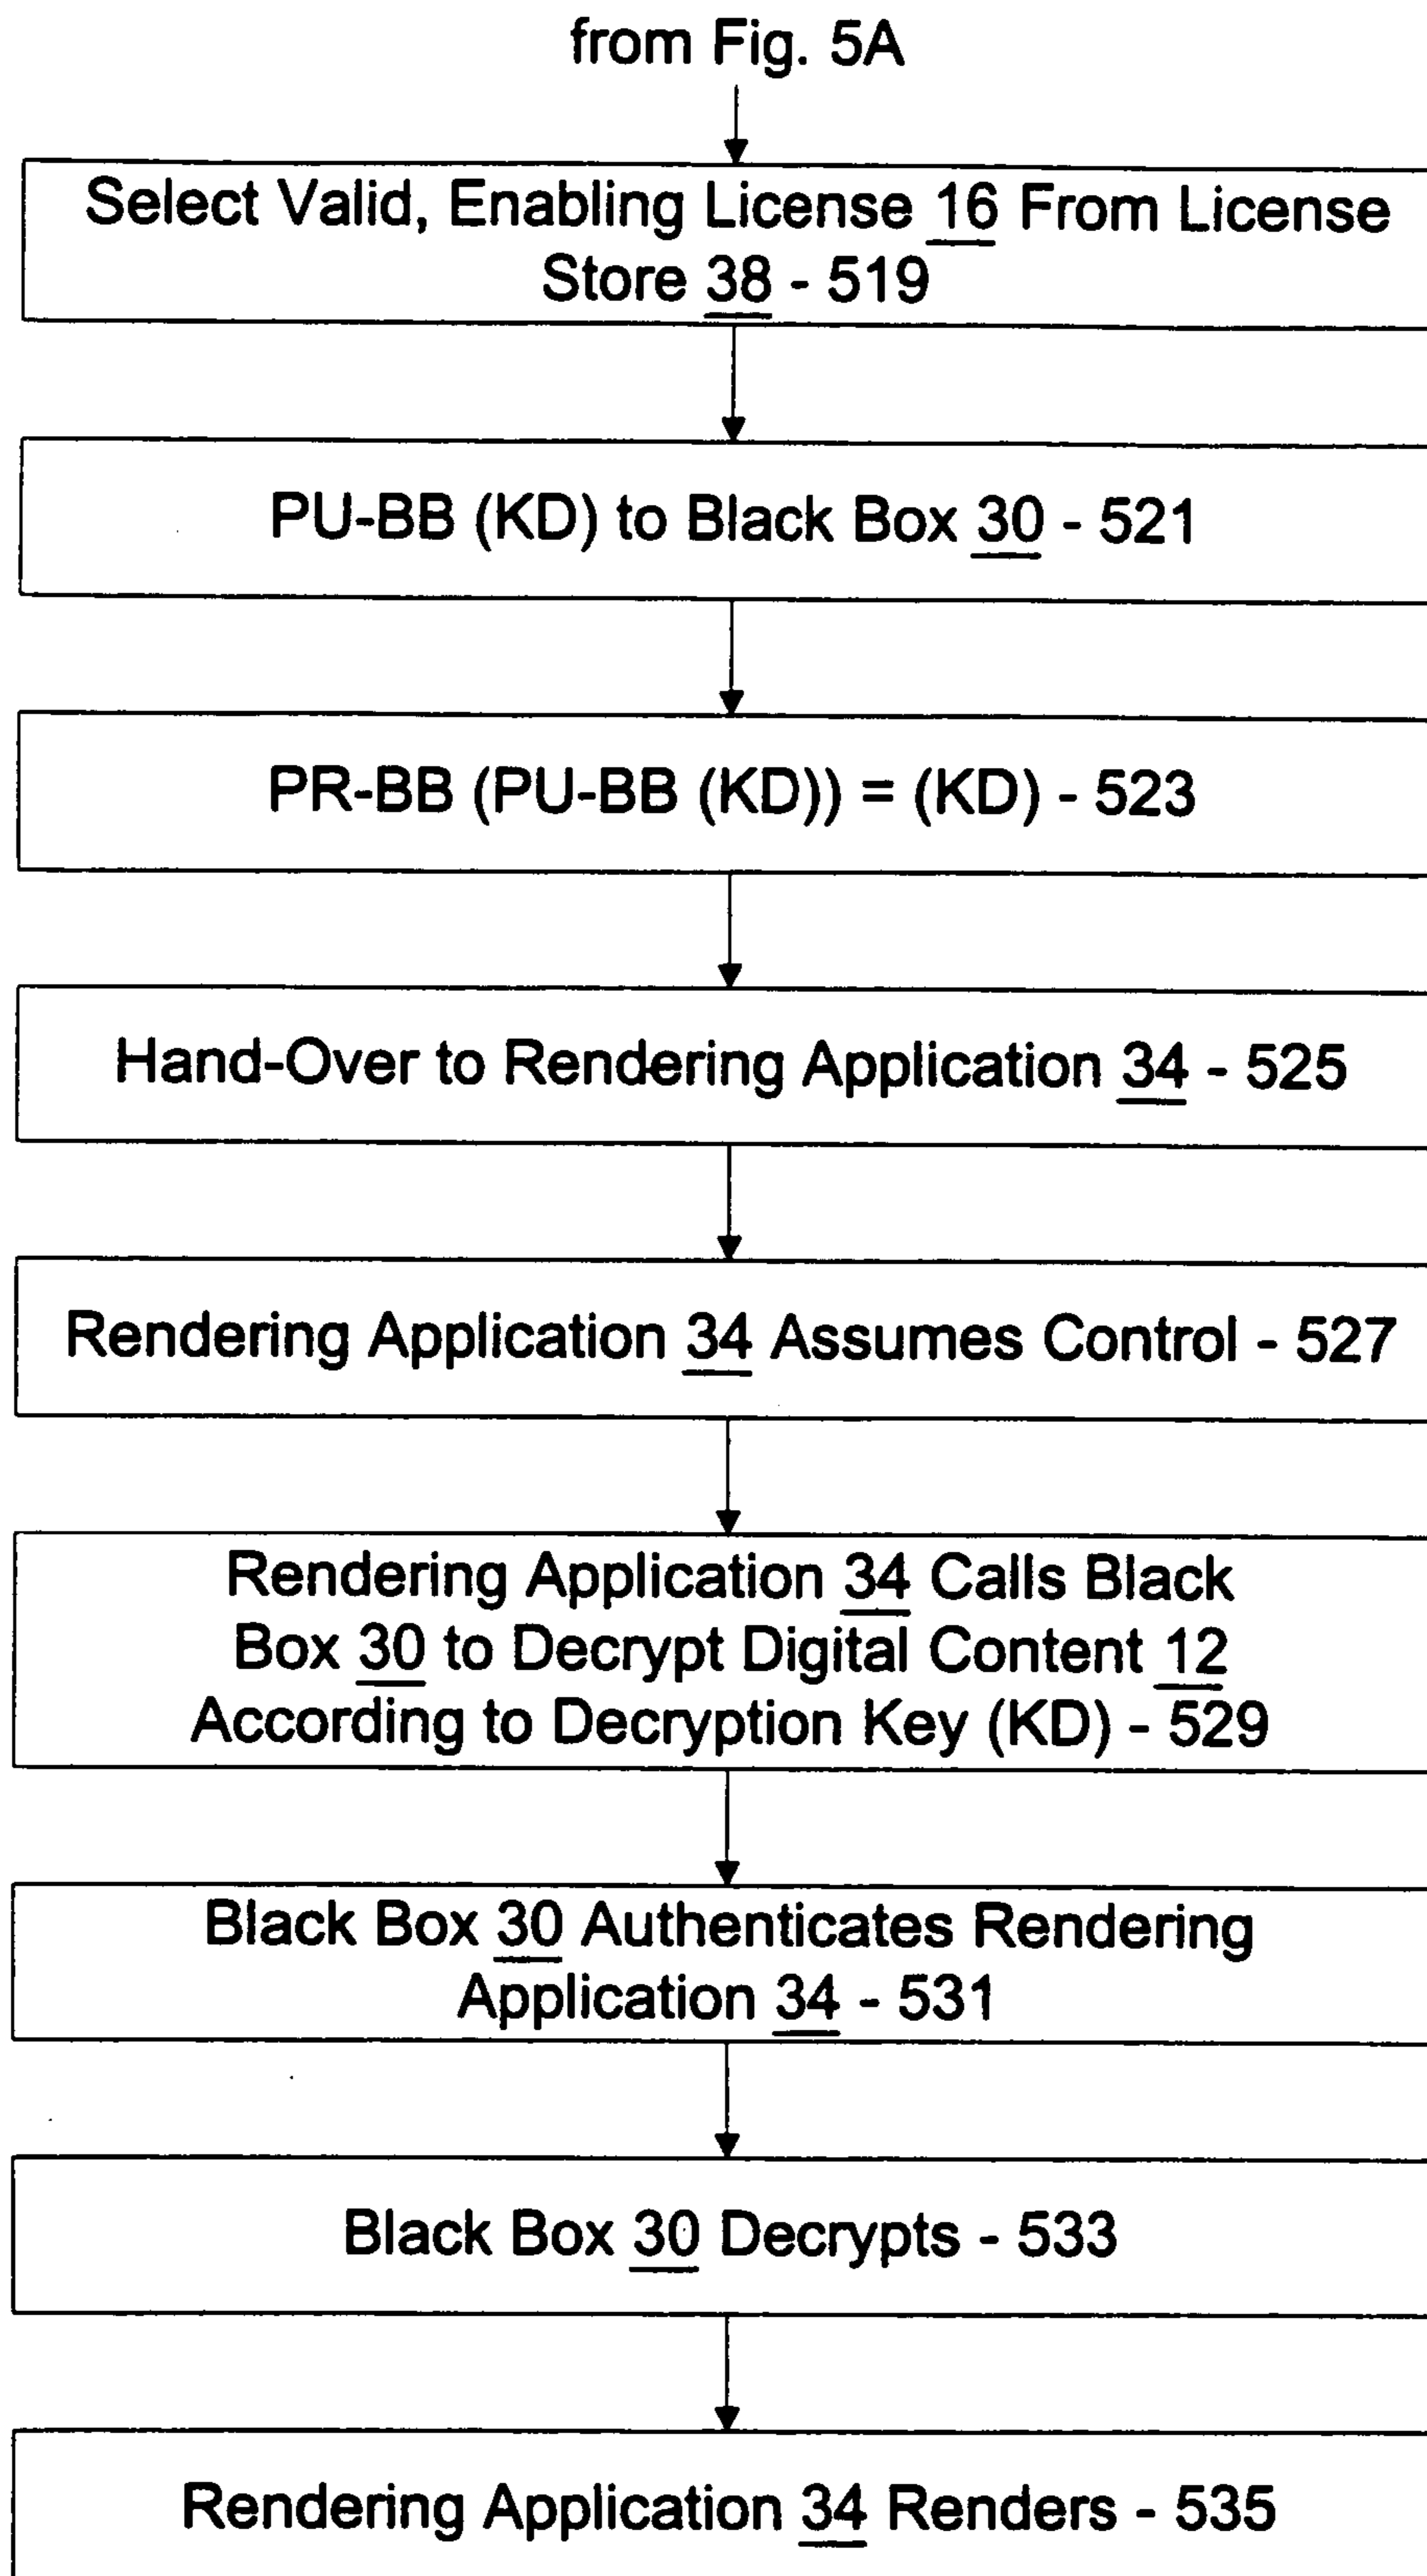 from Fig. 5A
Select Valid, Enabling License 16 From License
Store 38 - 519
PU-BB (KD) to Black Box 30 - 521
PR-BB (PU-BB (KD)) = (KD) - 523
Hand-Over to Rendering Application 34 - 525
Rendering Application 34 Assumes Control - 527
Rendering Application 34 Calls Black
Box 30 to Decrypt Digital Content 12
According to Decryption Key (KD) - 529
Black Box 30 Authenticates Rendering
Application 34 - 531
Black Box 30 Decrypts - 533
Rendering Application 34 Renders - 535